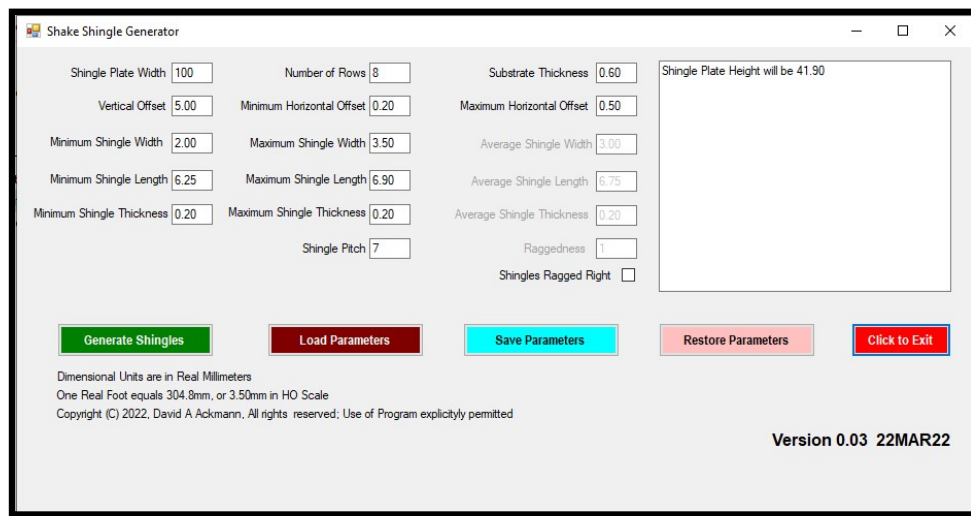 Shake Shingle Generator
Shingle Plate Width 100 Number of Rows 8 Substrate Thickness 0.60 Shingle Plate Height will be 41.90
Vertical Offset 5.00 Minimum Horizontal Offset 0.20 Maximum Horizontal Offset 0.50
Minimum Shingle Width 2.00 Maximum Shingle Width 3.50 Average Shingle Width 3.00
Minimum Shingle Length 6.25 Maximum Shingle Length 6.90 Average Shingle Length 6.75
Minimum Shingle Thickness 0.20 Maximum Shingle Thickness 0.20 Average Shingle Thickness 0.20
Shingle Pitch 7 Raggedness 1
Shingles Ragged Right
Generate Shingles Load Parameters Save Parameters Restore Parameters Click to Exit
Dimensional Units are in Real Millimeters
One Real Foot equals 304.8mm, or 3.50mm in HO Scale
Copyright (C) 2022, David A Ackmann, All rights reserved; Use of Program explicityly permitted
Version 0.03 22MAR22